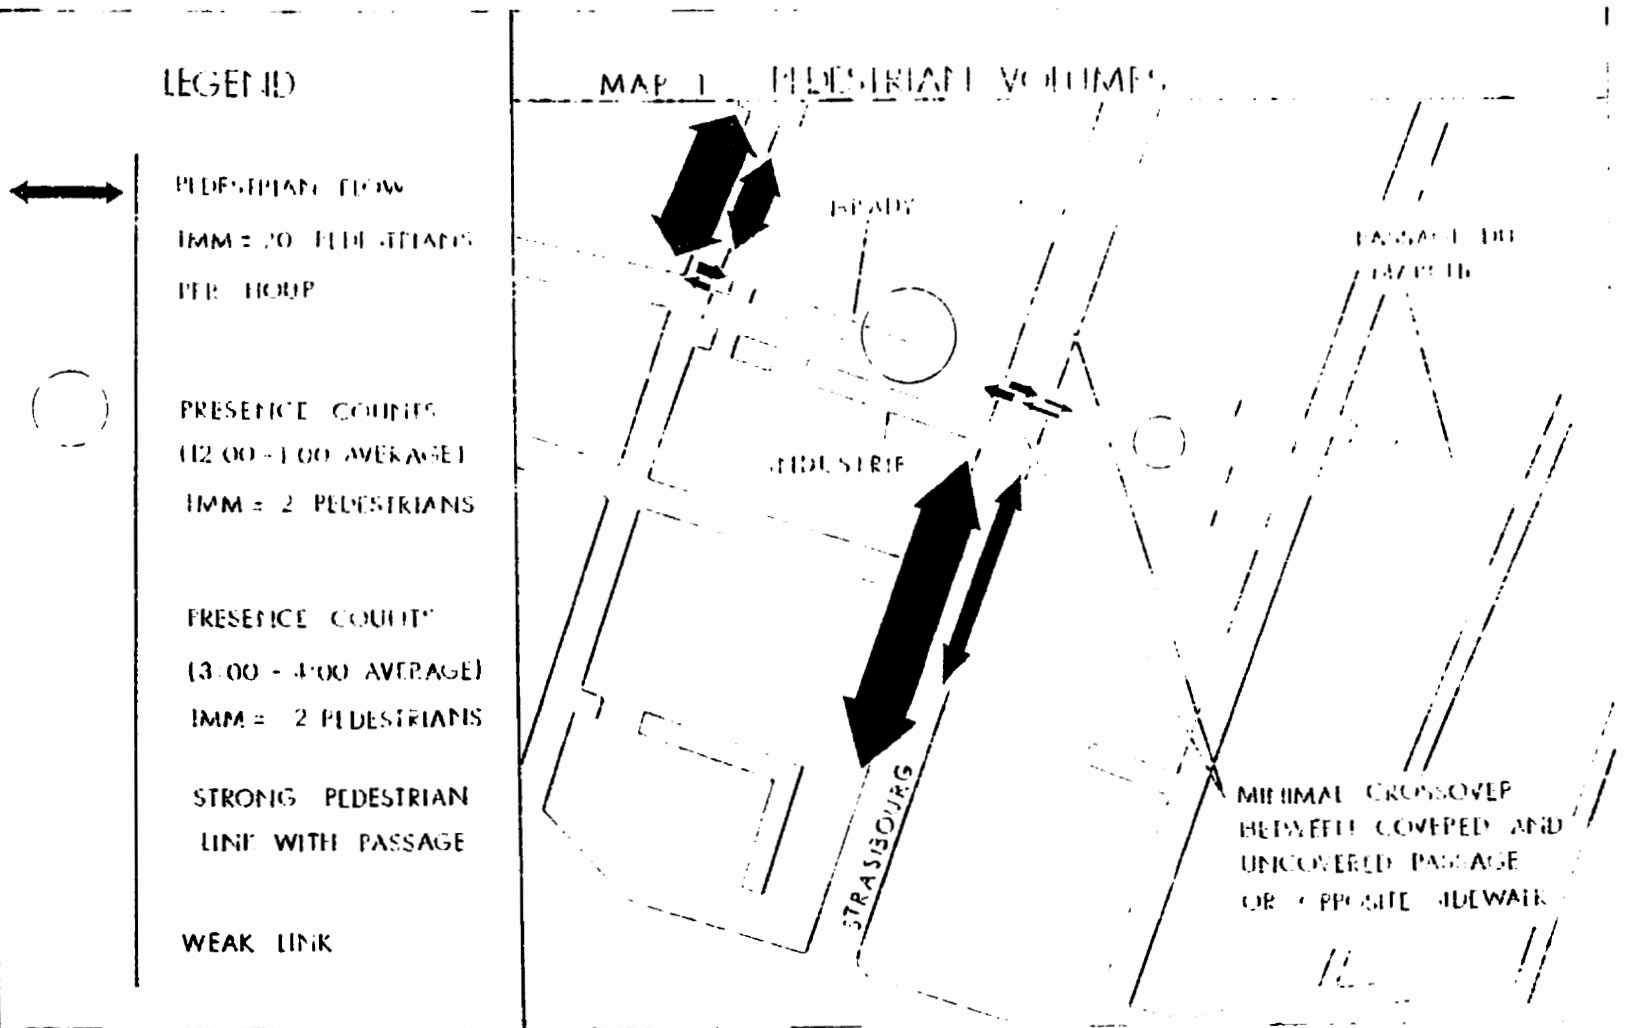 LEGEND
PEDESTRIAN FLOW
1MM = 20 PEDESTRIANS
PER HOUR
PRESENCE COUNTS
(12:00 - 1:00 AVERAGE)
1MM = 2 PEDESTRIANS
PRESENCE COUNTS
(3:00 - 4:00 AVERAGE)
1MM = 2 PEDESTRIANS
STRONG PEDESTRIAN
LINK WITH PASSAGE
WEAK LINK
MAP 1 PEDESTRIAN VOLUMES
BRADY
PASSAGE DU
INDUSTRIE
STRASBOURG
MINIMAL CROSSOVER
BETWEEN COVERED AND
UNCOVERED PASSAGE
OR OPPOSITE SIDEWALK